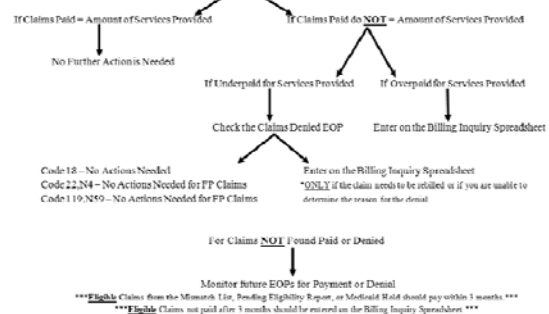 If Claims Paid = Amount of Services Provided
If Claims Paid do NOT = Amount of Services Provided
No Further Action is Needed
If Underpaid for Services Provided
If Overpaid for Services Provided
Check the Claims Denied EOP
Enter on the Billing Inquiry Spreadsheet
Code 18 – No Actions Needed
Code 22,N4 – No Actions Needed for FP Claims
Code 119,N59 – No Actions Needed for FP Claims
Enter on the Billing Inquiry Spreadsheet
*ONLY if the claim needs to be rebilled or if you are unable to
determine the reason for the denial
For Claims NOT Found Paid or Denied
Monitor future EOPs for Payment or Denial
***Eligible Claims from the Mismatch List, Pending Eligibility Report, or Medicaid Hold should pay within 3 months ***
***Eligible Claims not paid after 3 months should be entered on the Billing Inquiry Spreadsheet ***